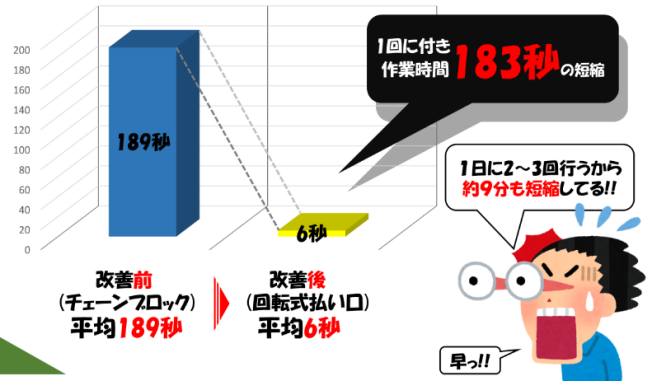 1回に付き
作業時間183秒の短縮
200
180
160
140
120
100
80
60
40
20
0
189秒
6秒
1日に2〜3回行うから
約9分も短縮してる!!
改善前
(チェーンブロック)
平均189秒
改善後
(回転式払い口)
平均6秒
早っ!!